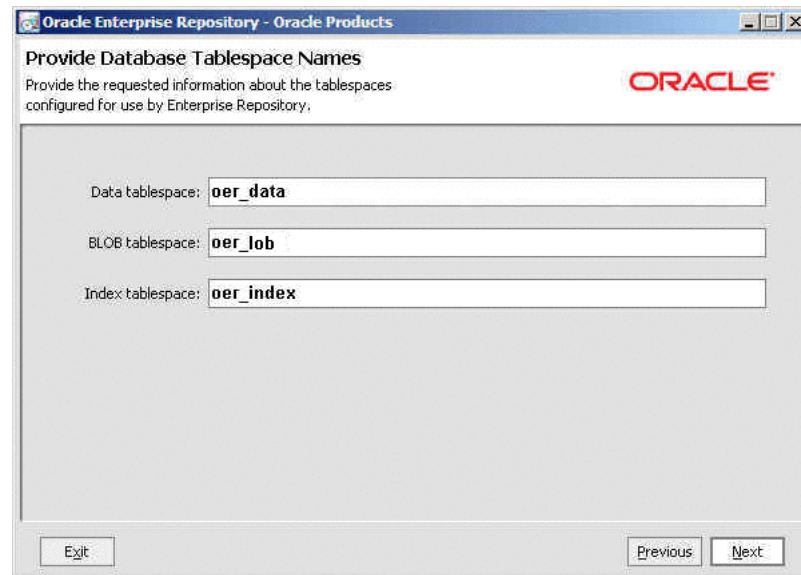 Oracle Enterprise Repository - Oracle Products
Provide Database Tablespace Names
Provide the requested information about the tablespaces
configured for use by Enterprise Repository.
ORACLE
Data tablespace: oer_data
BLOB tablespace: oer_lob
Index tablespace: oer_index
Exit Previous Next